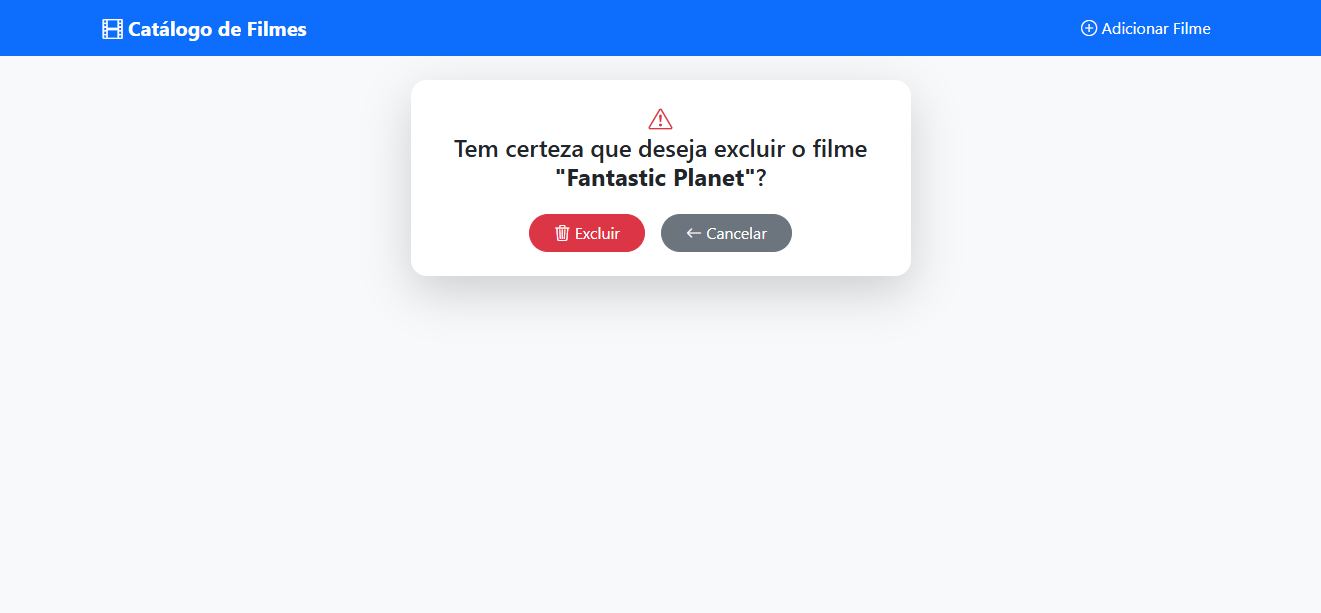 Catálogo de Filmes
Adicionar Filme
Tem certeza que deseja excluir o filme
"Fantastic Planet"?
Excluir
Cancelar